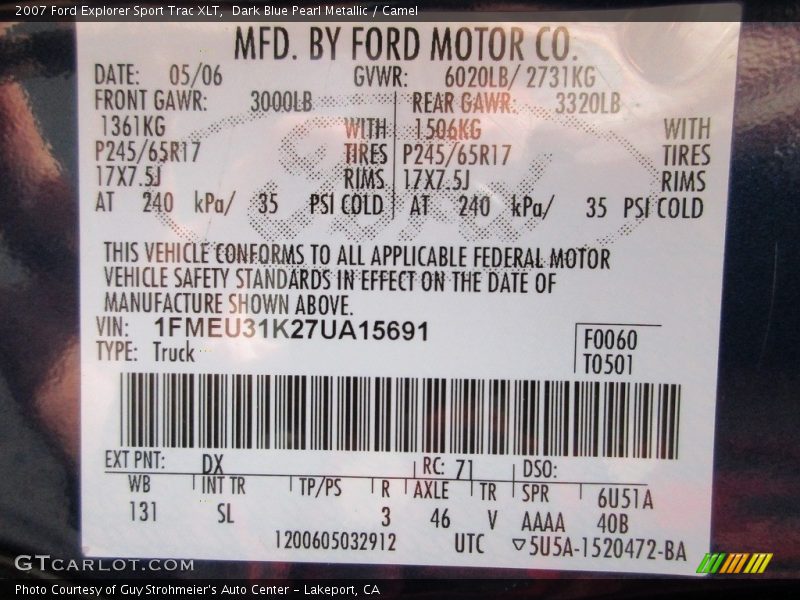 2007 Ford Explorer Sport Trac XLT,  Dark Blue Pearl Metallic / Camel
MFD. BY FORD MOTOR CO.
DATE: 05/06 GVWR: 6020LB/ 2731KG
FRONT GAWR: 3000LB REAR GAWR: 3320LB
1361KG WITH 1506KG WITH
P245/65R17 TIRES P245/65R17 TIRES
17X7.5J RIMS 17X7.5J RIMS
AT 240 kPa/ 35 PSI COLD AT 240 kPa/ 35 PSI COLD
THIS VEHICLE CONFORMS TO ALL APPLICABLE FEDERAL MOTOR
VEHICLE SAFETY STANDARDS IN EFFECT ON THE DATE OF
MANUFACTURE SHOWN ABOVE.
VIN: 1FMEU31K27UA15691 F0060
TYPE: Truck T0501
EXT PNT: DX RC: 71 DSO:
WB INT TR TP/PS R AXLE TR SPR 6U51A
131 SL 3 46 V AAAA 40B
1200605032912 UTC ▽5U5A-1520472-BA
GTCARLOT.COM
Photo Courtesy of Guy Strohmeier's Auto Center – Lakeport, CA